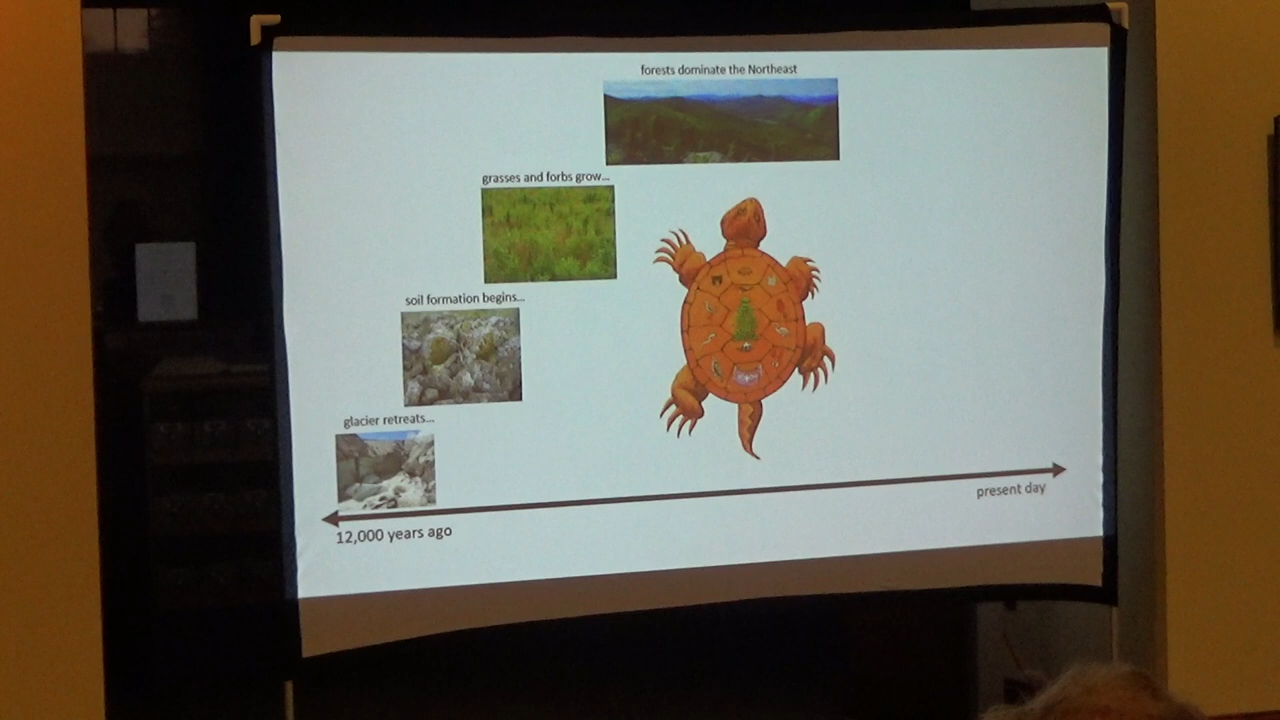 forests dominate the Northeast
grasses and forbs grow...
soil formation begins...
glacier retreats...
12,000 years ago
present day